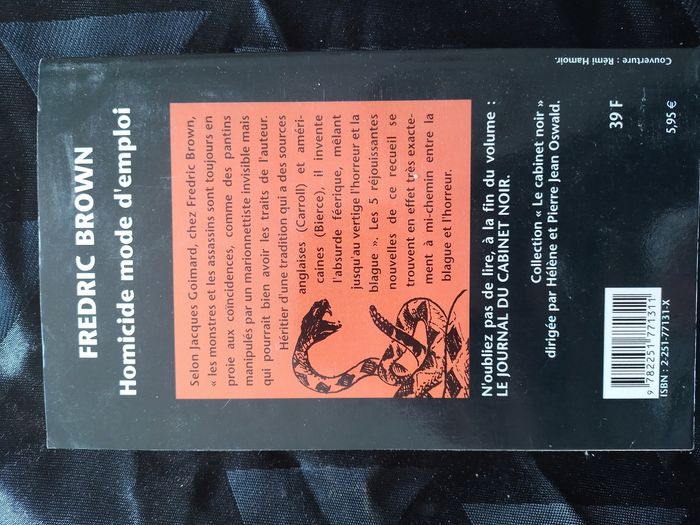 FREDRIC BROWN
Homicide mode d'emploi
Selon Jacques Goimard, chez Fredric Brown,
« les monstres et les assassins sont toujours en
proie aux coïncidences, comme des pantins
manipulés par un marionnettiste invisible mais
qui pourrait bien avoir les traits de l'auteur.
Héritier d'une tradition qui a des sources
anglaises (Carroll) et améri-
caines (Bierce), il invente
l'absurde féerique, mêlant
jusqu'au vertige l'horreur et la
blague ». Les 5 réjouissantes
nouvelles de ce recueil se
trouvent en effet très exacte-
ment à mi-chemin entre la
blague et l'horreur.
N'oubliez pas de lire, à la fin du volume :
LE JOURNAL DU CABINET NOIR.
Collection « Le cabinet noir »
dirigée par Hélène et Pierre Jean Oswald.
9 782251 771311
ISBN : 2-251-77131-X
39 F
5,95 €
Couverture : Rémi Hamoir.